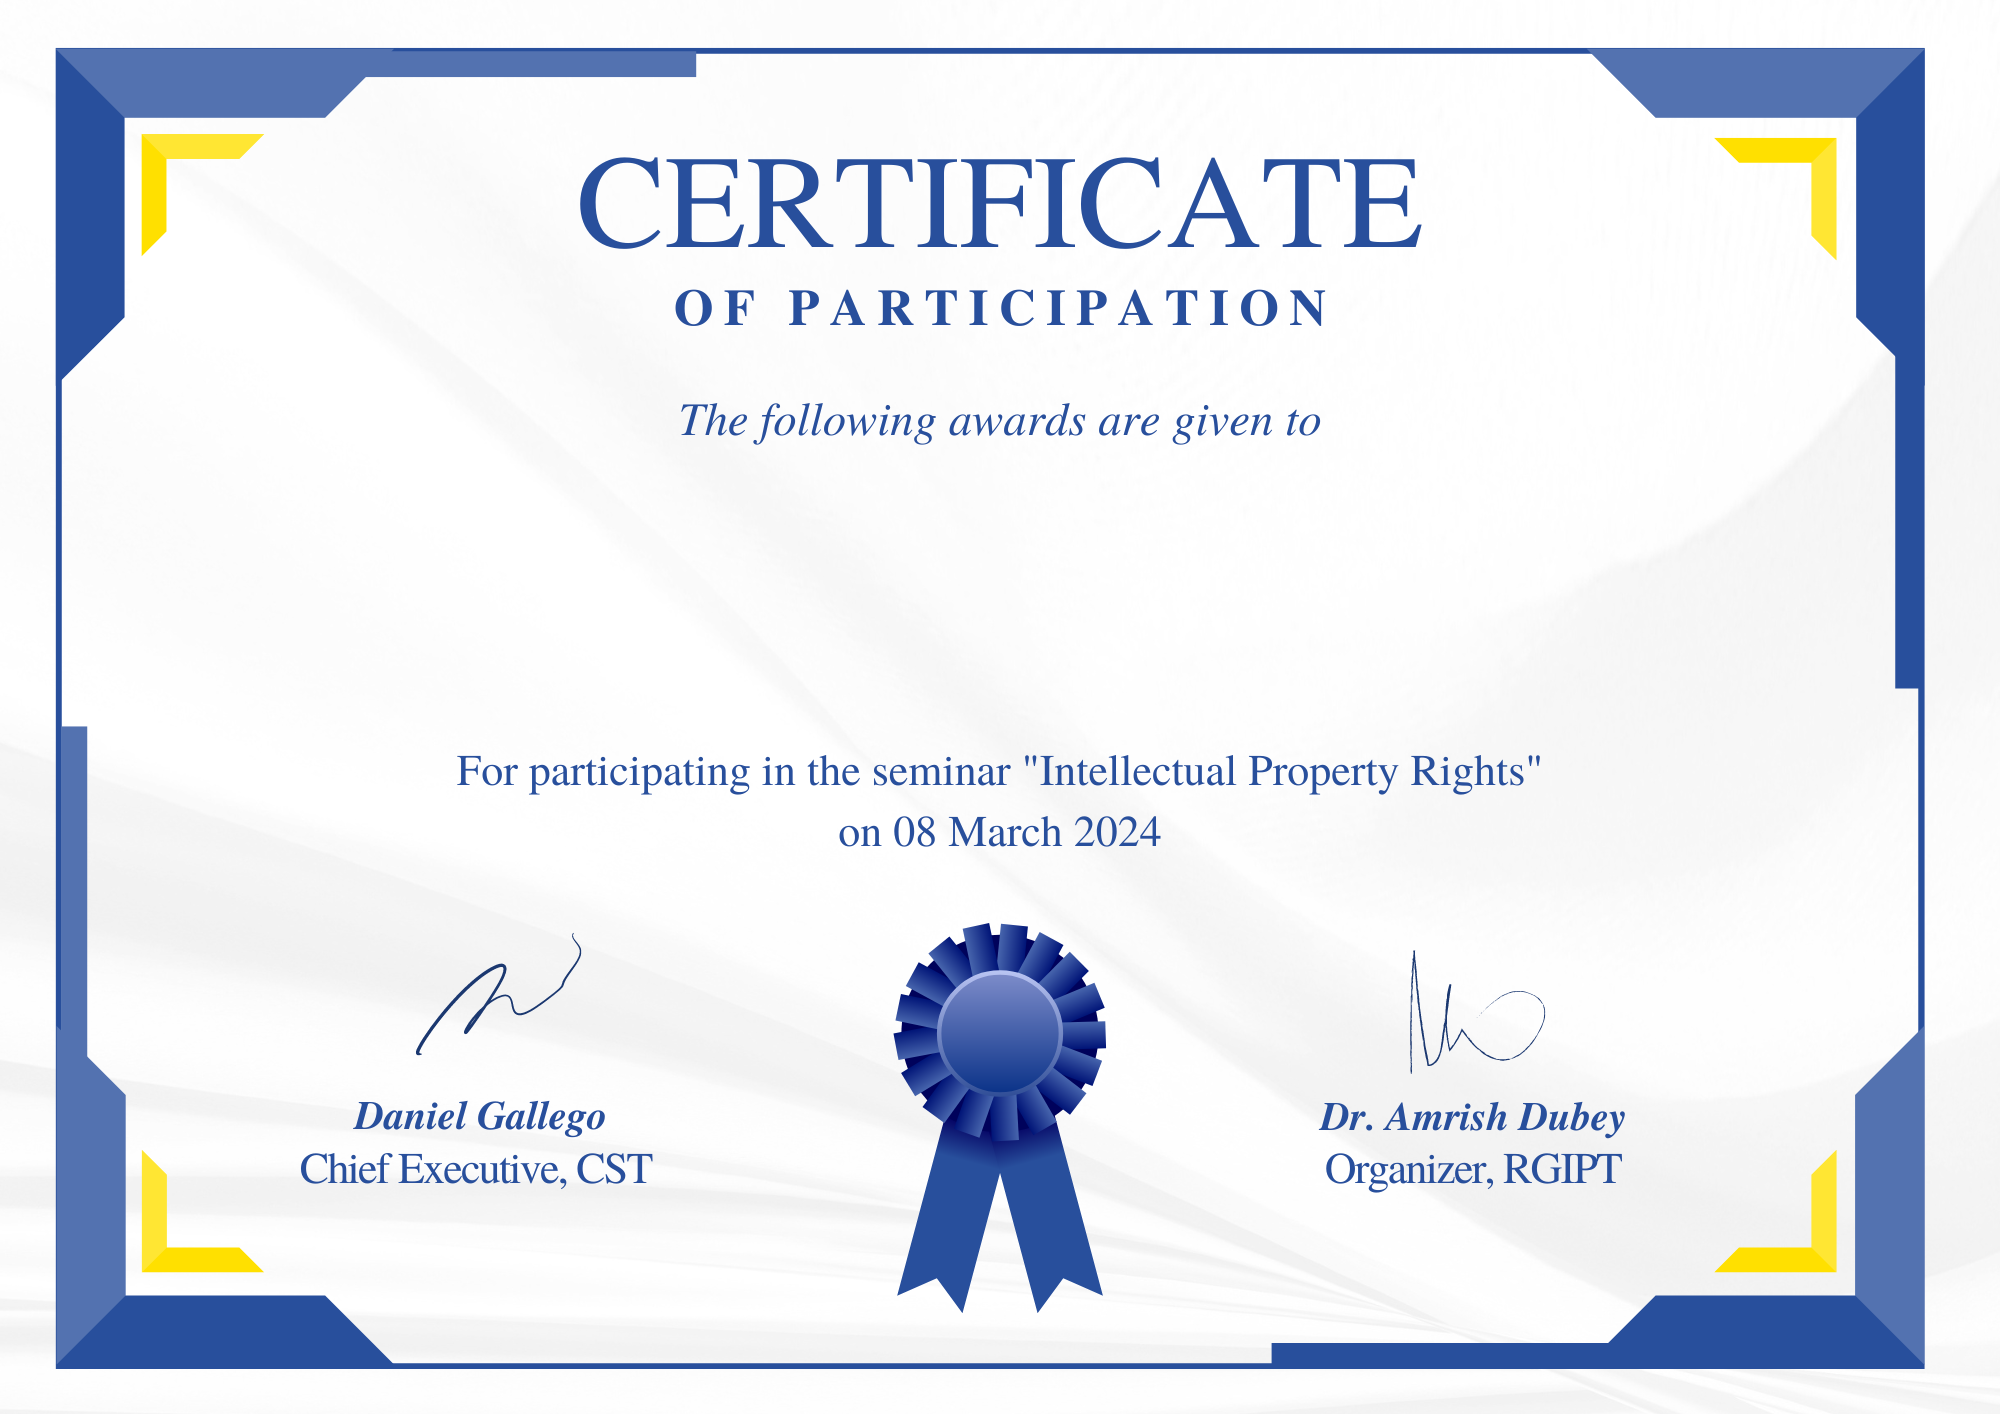 CERTIFICATE
OF PARTICIPATION
The following awards are given to
For participating in the seminar "Intellectual Property Rights"
on 08 March 2024
Daniel Gallego
Chief Executive, CST
Dr. Amrish Dubey
Organizer, RGIPT